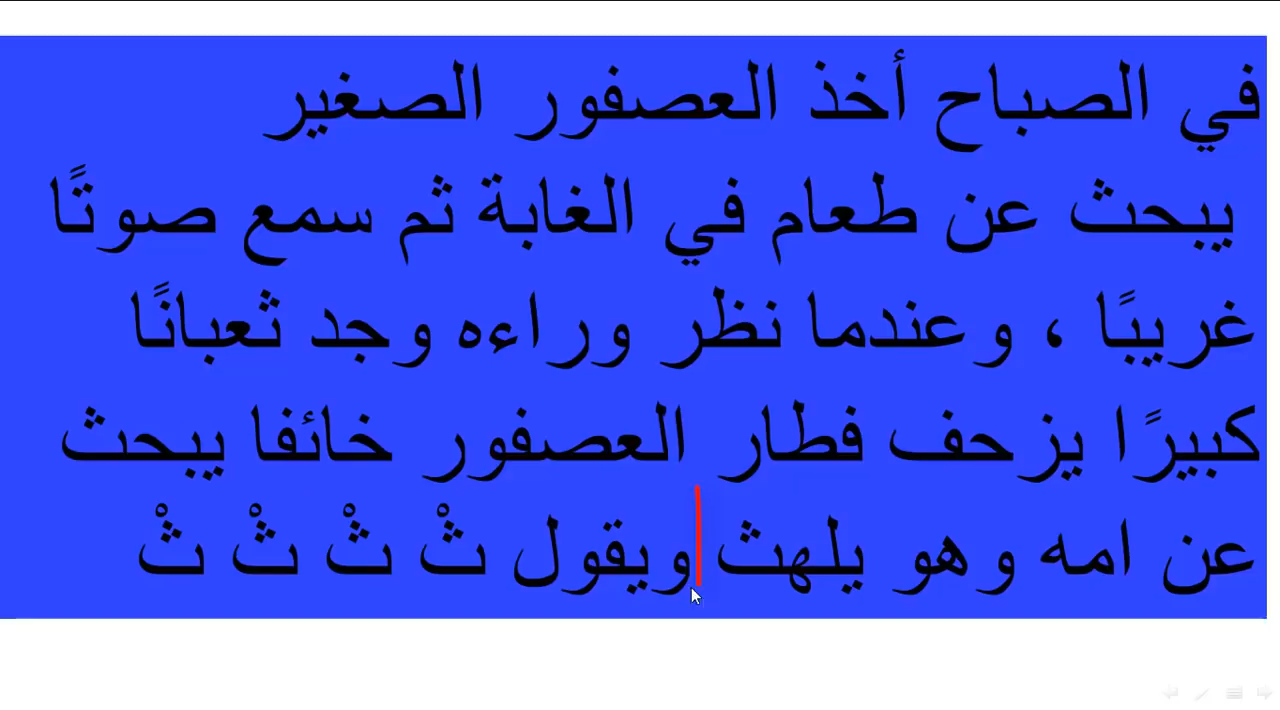 في الصباح أخذ العصفور الصغير
يبحث عن طعام في الغابة ثم سمع صوتًا
غريبًا ، وعندما نظر وراءه وجد ثعبانًا
كبيرًا يزحف فطار العصفور خائفا يبحث
عن امه وهو يلهث ويقول ثْ ثْ ثْ ثْ